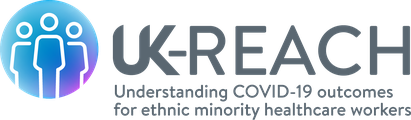 UK-REACH
Understanding COVID-19 outcomes
for ethnic minority healthcare workers